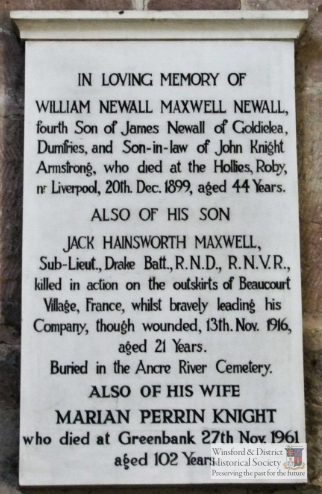 IN LOVING MEMORY OF
WILLIAM NEWALL MAXWELL NEWALL,
fourth Son of James Newall of Goldielea,
Dumfries, and Son-in-law of John Knight
Armstrong, who died at the Hollies, Roby,
nr Liverpool, 20th. Dec. 1899, aged 44 Years.
ALSO OF HIS SON
JACK HAINSWORTH MAXWELL,
Sub-Lieut., Drake Batt., R.N.D., R.N.V.R.,
killed in action on the outskirts of Beaucourt
Village, France, whilst bravely leading his
Company, though wounded, 13th. Nov. 1916,
aged 21 Years.
Buried in the Ancre River Cemetery.
ALSO OF HIS WIFE
MARIAN PERRIN KNIGHT
who died at Greenbank 27th Nov. 1961
aged 102 Years
Winsford & District
Historical Society
Preserving the past for the future